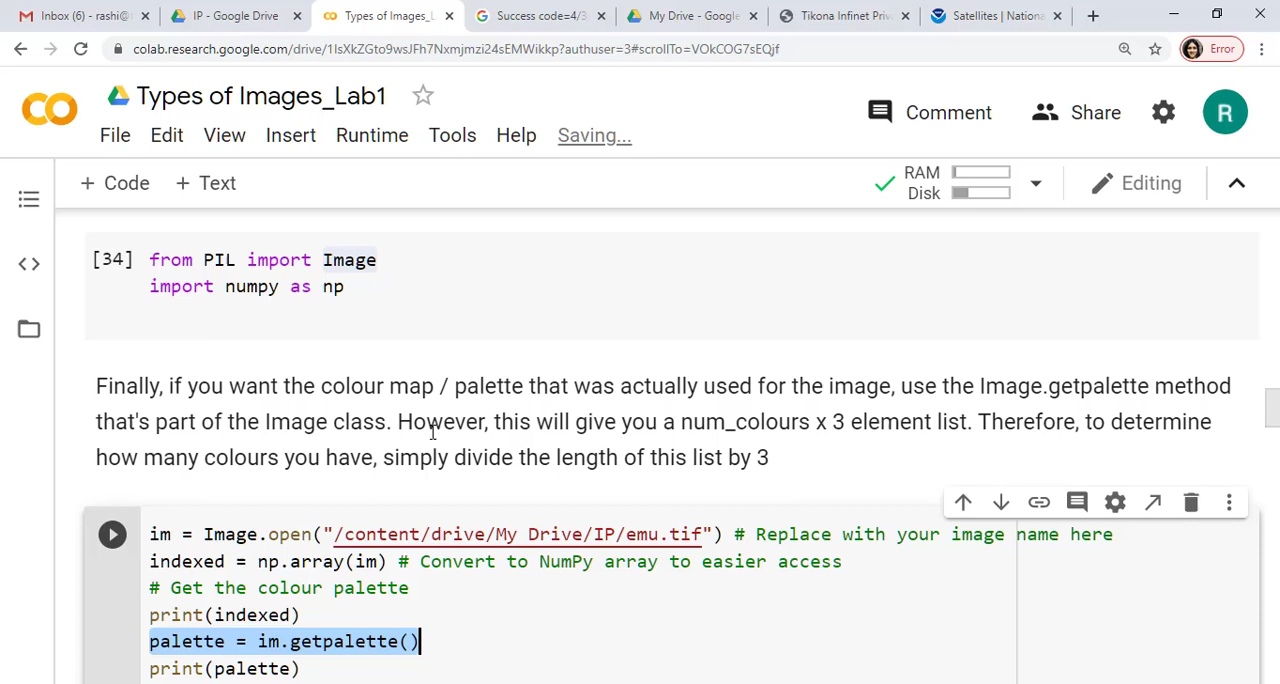 Inbox (6) - rashi@ IP - Google Drive Types of Images_L Success code=4/3 My Drive - Google Tikona Infinet Priv Satellites | Nationa
colab.research.google.com/drive/1IsXkZGto9wsJFh7Nxmjmzi24sEMWikkp?authuser=3#scrollTo=VOkCOG7sEQjf Error
Types of Images_Lab1
Comment Share R
File Edit View Insert Runtime Tools Help Saving...
+ Code + Text RAM Disk Editing
[34] from PIL import Image
import numpy as np
Finally, if you want the colour map / palette that was actually used for the image, use the Image.getpalette method
that's part of the Image class. However, this will give you a num_colours x 3 element list. Therefore, to determine
how many colours you have, simply divide the length of this list by 3
im = Image.open("/content/drive/My Drive/IP/emu.tif") # Replace with your image name here
indexed = np.array(im) # Convert to NumPy array to easier access
# Get the colour palette
print(indexed)
palette = im.getpalette()
print(palette)